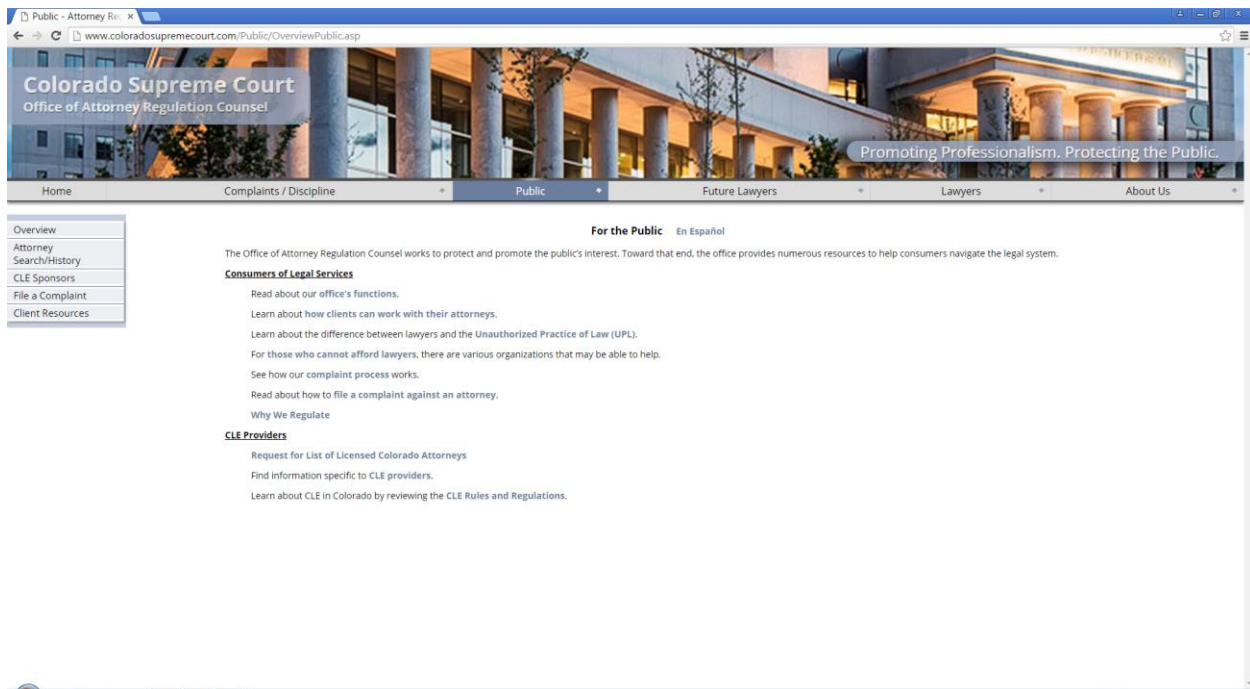 Public - Attorney Re
www.coloradosupremecourt.com/Public/OverviewPublic.asp
Colorado Supreme Court
Office of Attorney Regulation Counsel
Promoting Professionalism. Protecting the Public.
Home Complaints / Discipline Public Future Lawyers Lawyers About Us
Overview
Attorney
Search/History
CLE Sponsors
File a Complaint
Client Resources
For the Public En Español
The Office of Attorney Regulation Counsel works to protect and promote the public's interest. Toward that end, the office provides numerous resources to help consumers navigate the legal system.
Consumers of Legal Services
Read about our office's functions.
Learn about how clients can work with their attorneys.
Learn about the difference between lawyers and the Unauthorized Practice of Law (UPL).
For those who cannot afford lawyers, there are various organizations that may be able to help.
See how our complaint process works.
Read about how to file a complaint against an attorney.
Why We Regulate
CLE Providers
Request for List of Licensed Colorado Attorneys
Find information specific to CLE providers.
Learn about CLE in Colorado by reviewing the CLE Rules and Regulations.